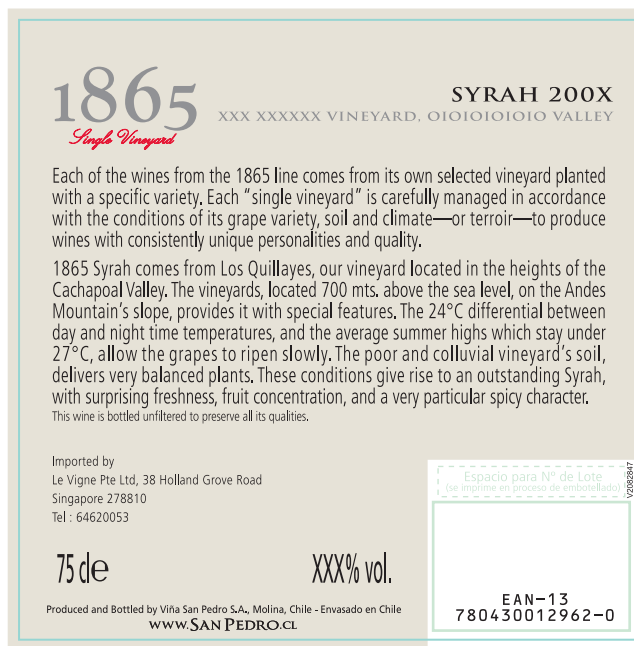 1865
Single Vineyard
SYRAH 200X
XXX XXXXXX VINEYARD, OIOIOIOIOIO VALLEY
Each of the wines from the 1865 line comes from its own selected vineyard planted
with a specific variety. Each “single vineyard” is carefully managed in accordance
with the conditions of its grape variety, soil and climate—or terroir—to produce
wines with consistently unique personalities and quality.
1865 Syrah comes from Los Quillayes, our vineyard located in the heights of the
Cachapoal Valley. The vineyards, located 700 mts. above the sea level, on the Andes
Mountain’s slope, provides it with special features. The 24°C differential between
day and night time temperatures, and the average summer highs which stay under
27°C, allow the grapes to ripen slowly. The poor and colluvial vineyard’s soil,
delivers very balanced plants. These conditions give rise to an outstanding Syrah,
with surprising freshness, fruit concentration, and a very particular spicy character.
This wine is bottled unfiltered to preserve all its qualities.
Imported by
Le Vigne Pte Ltd, 38 Holland Grove Road
Singapore 278810
Tel : 64620053
75 cle
XXX% vol.
Produced and Bottled by Viña San Pedro S.A., Molina, Chile - Envasado en Chile
WWW.SAN PEDRO.CL
Espacio para N° de Lote
(se imprime en proceso de embotellado)
V2082847
EAN-13
780430012962-0